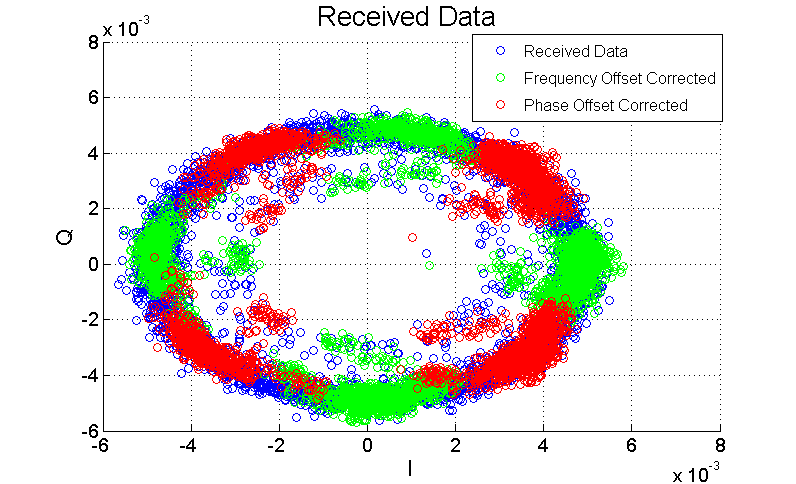 Received Data
x 10⁻³
8
6
4
2
0
-2
-4
-6
Q
Received Data
Frequency Offset Corrected
Phase Offset Corrected
-6
-4
-2
0
2
4
6
8
I
x 10⁻³